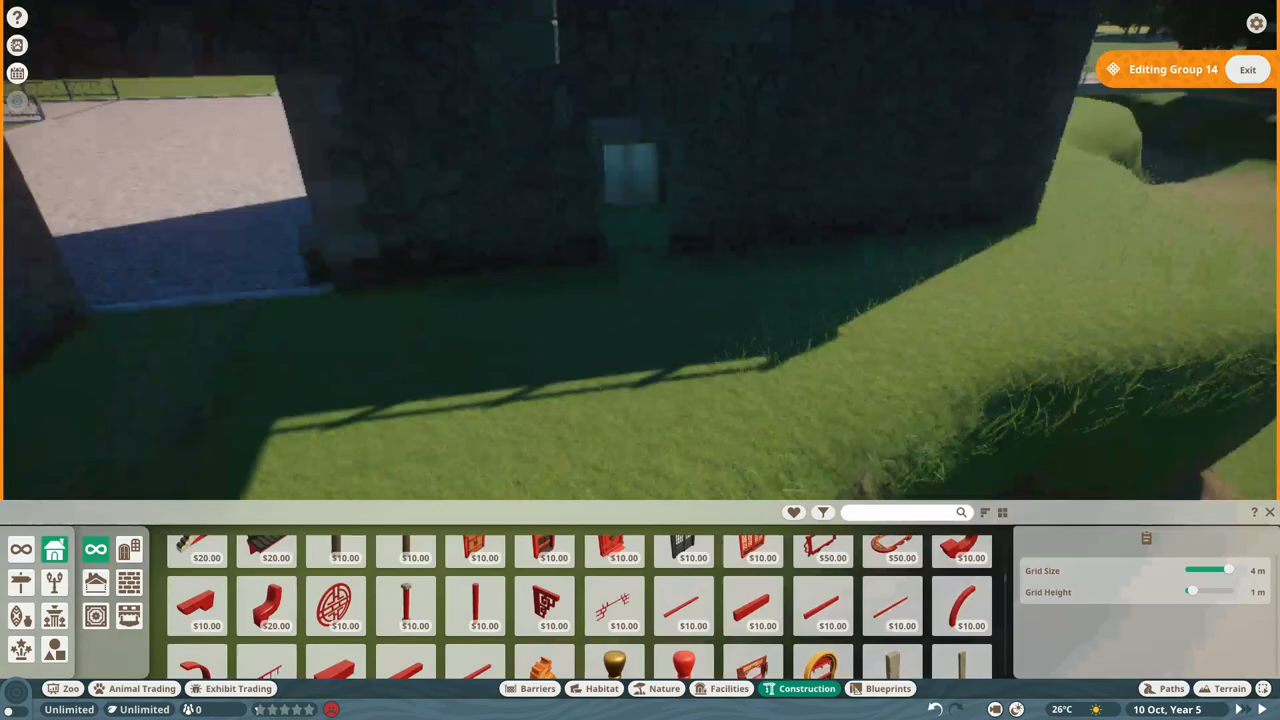 ?
Editing Group 14
Exit
? ×
$20.00 $20.00 $10.00 $10.00 $10.00 $10.00 $10.00 $10.00 $10.00 $50.00 $50.00 $10.00
Grid Size 4 m
Grid Height 1 m
$10.00 $20.00 $10.00 $10.00 $10.00 $10.00 $10.00 $10.00 $10.00 $10.00 $10.00 $10.00
Zoo Animal Trading Exhibit Trading Barriers Habitat Nature Facilities Construction Blueprints Paths Terrain
Unlimited Unlimited 0 26°C 10 Oct, Year 5